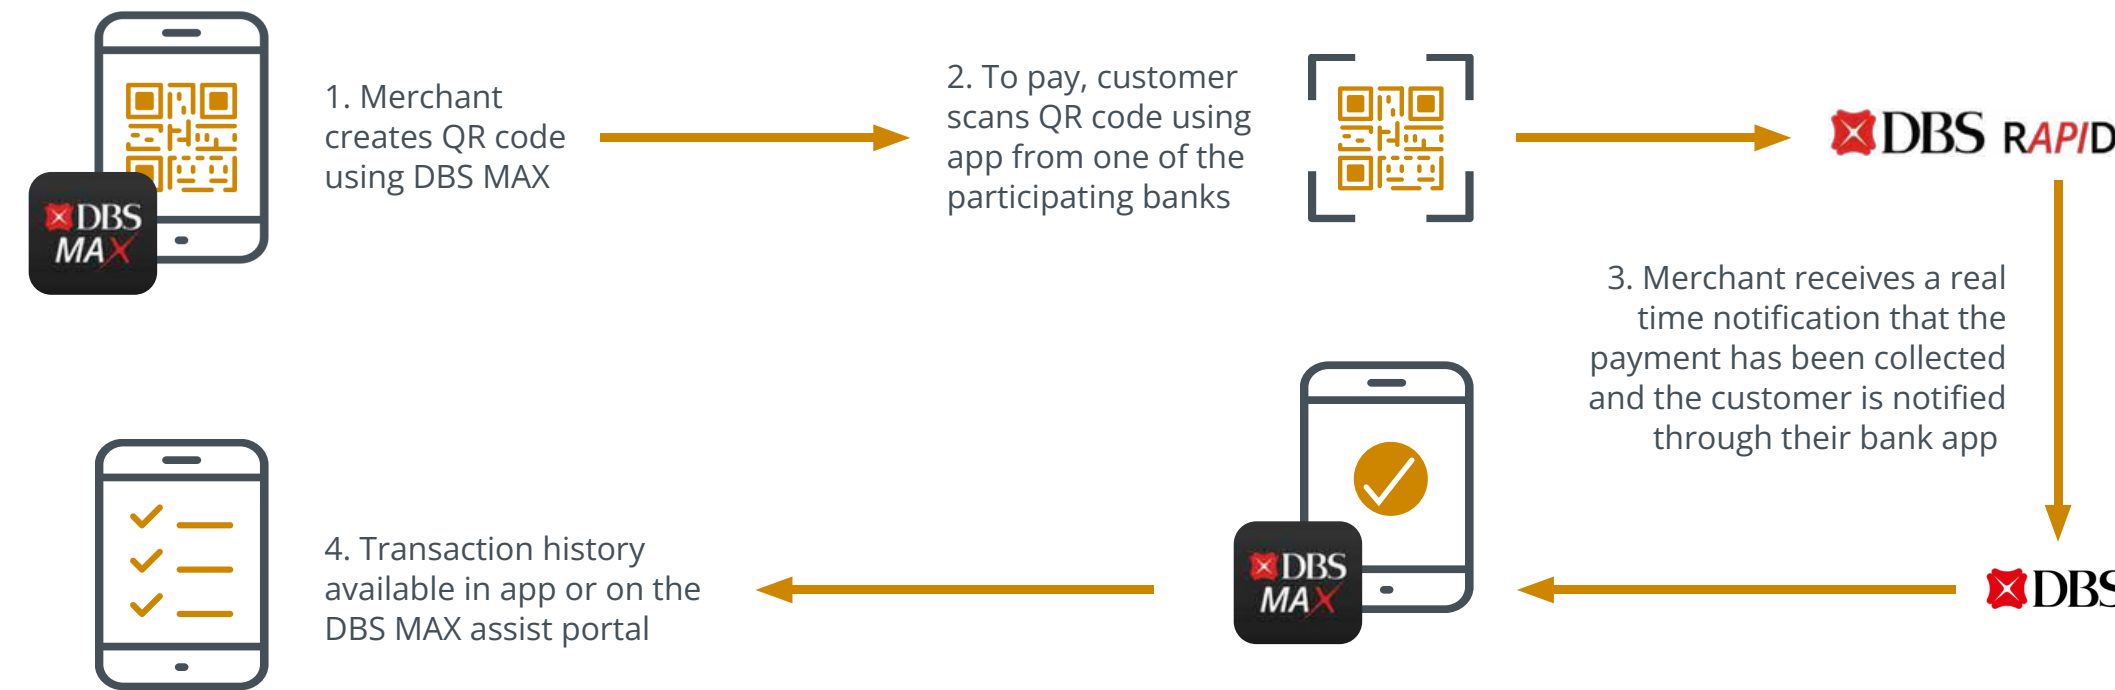 1. Merchant
creates QR code
using DBS MAX
DBS
MAX
2. To pay, customer
scans QR code using
app from one of the
participating banks
DBS RAPID
3. Merchant receives a real
time notification that the
payment has been collected
and the customer is notified
through their bank app
DBS
DBS
MAX
4. Transaction history
available in app or on the
DBS MAX assist portal